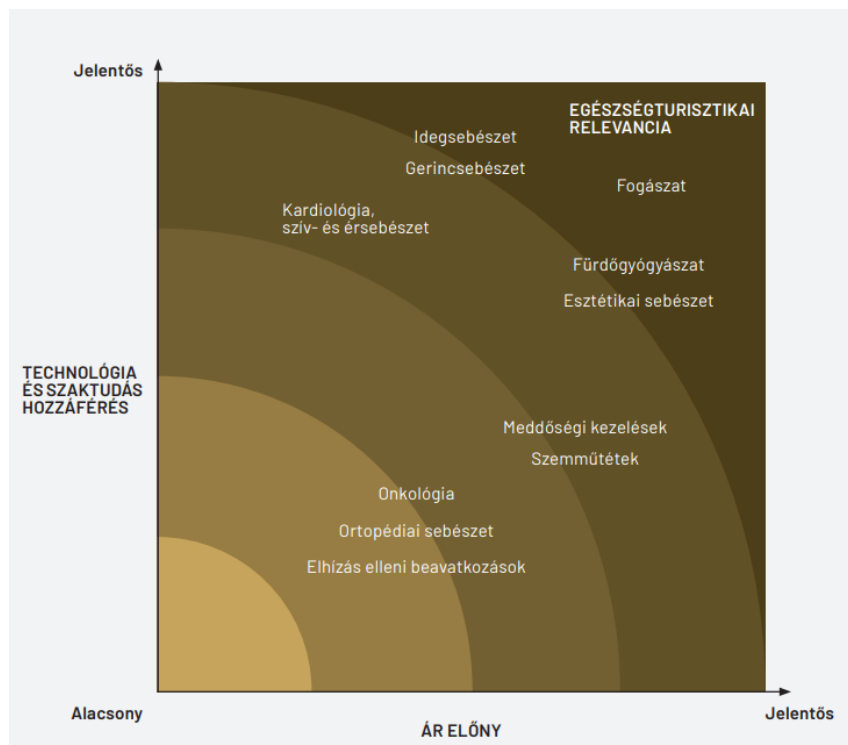 Jelentős
EGÉSZSÉGTURISZTIKAI
RELEVANCIA
Idegsebészet
Gerincsebészet
Fogászat
Kardiológia,
szív- és érsebészet
Fürdőgyógyászat
Esztétikai sebészet
TECHNOLÓGIA
ÉS SZAKTUDÁS
HOZZÁFÉRÉS
Meddőségi kezelések
Szemműtétek
Onkológia
Ortopédiai sebészet
Elhízás elleni beavatkozások
Alacsony
Jelentős
ÁR ELŐNY